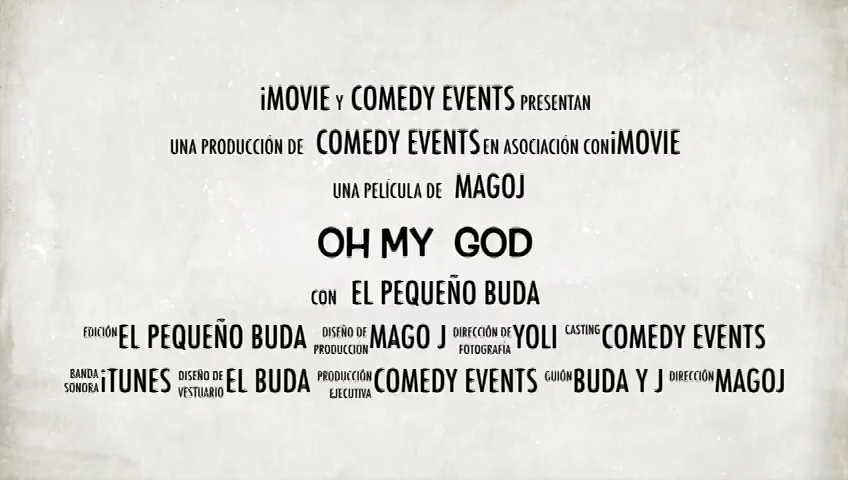 iMOVIE Y COMEDY EVENTS PRESENTAN
UNA PRODUCCIÓN DE COMEDY EVENTS EN ASOCIACIÓN CON iMOVIE
UNA PELÍCULA DE MAGOJ
OH MY GOD
CON EL PEQUEÑO BUDA
EDICIÓN EL PEQUEÑO BUDA DISEÑO DE PRODUCCIÓN MAGO J DIRECCIÓN DE FOTOGRAFÍA YOLI CASTING COMEDY EVENTS
BANDA SONORA iTUNES DISEÑO DE VESTUARIO EL BUDA PRODUCCIÓN EJECUTIVA COMEDY EVENTS GUIÓN BUDA Y J DIRECCIÓN MAGOJ